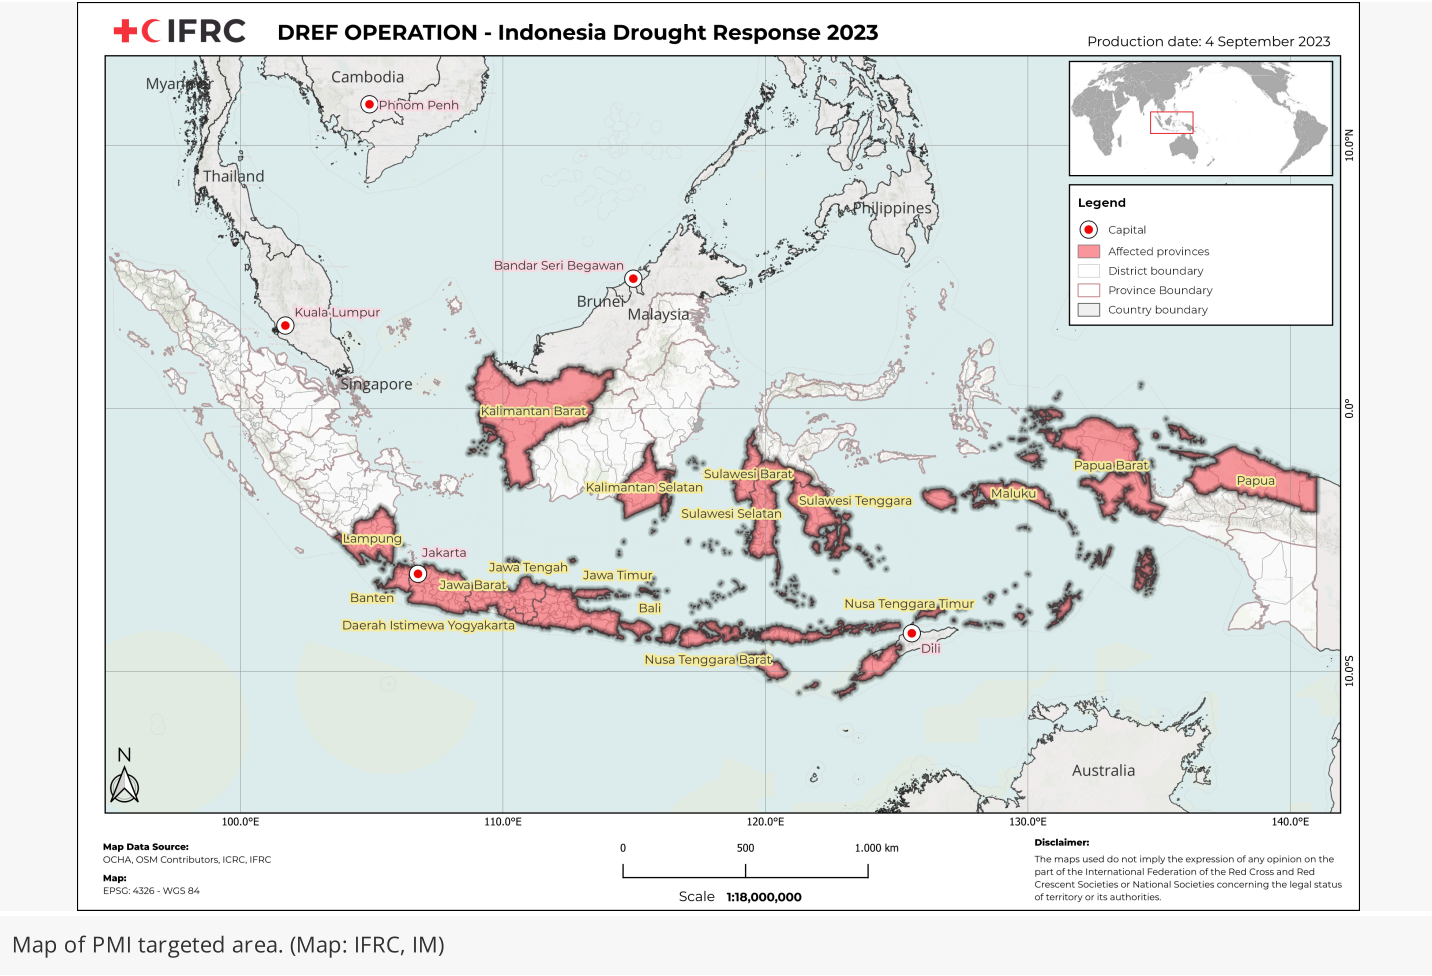 IFRC
DREF OPERATION - Indonesia Drought Response 2023
Production date: 4 September 2023
Myanmar
Cambodia
Phnom Penh
Thailand
Philippines
10.0°N
Legend
Capital
Affected provinces
District boundary
Province Boundary
Country boundary
Bandar Seri Begawan
Brunei
Malaysia
Kuala Lumpur
Singapore
0.0°
Kalimantan Barat
Kalimantan Selatan
Sulawesi Barat
Sulawesi Selatan
Sulawesi Tenggara
Maluku
Papua Barat
Papua
Lampung
Jakarta
Jawa Barat
Jawa Tengah
Jawa Timur
Banten
Bali
Daerah Istimewa Yogyakarta
Nusa Tenggara Timur
Nusa Tenggara Barat
Dili
10.0°S
Australia
N
100.0°E
110.0°E
120.0°E
130.0°E
140.0°E
Map Data Source:
OCHA, OSM Contributors, ICRC, IFRC
Map:
EPSG: 4326 - WGS 84
0 500 1.000 km
Scale 1:18,000,000
Disclaimer:
The maps used do not imply the expression of any opinion on the
part of the International Federation of the Red Cross and Red
Crescent Societies or National Societies concerning the legal status
of territory or its authorities.
Map of PMI targeted area. (Map: IFRC, IM)